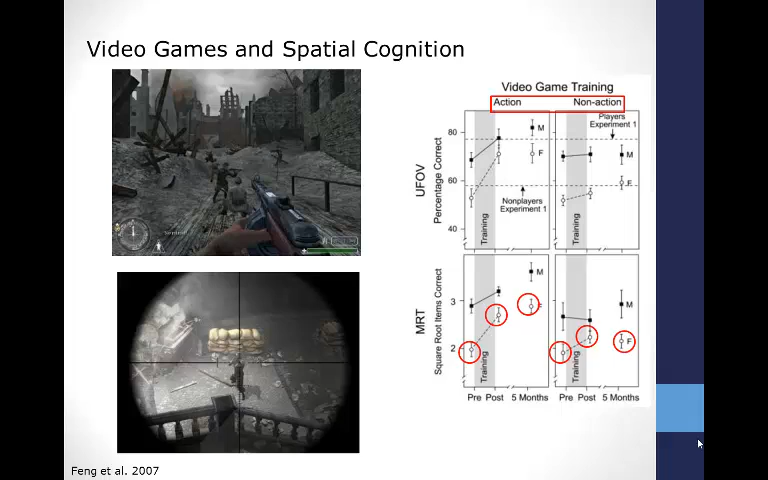 Video Games and Spatial Cognition
Video Game Training
Action
Non-action
Players
Experiment 1
80
M
M
UFOV
Percentage Correct
F
60
F
Nonplayers
Experiment 1
Training
Training
40
M
3
M
MRT
Square Root Items Correct
F
2
Training
Training
Pre Post 5 Months
Pre Post 5 Months
Feng et al. 2007